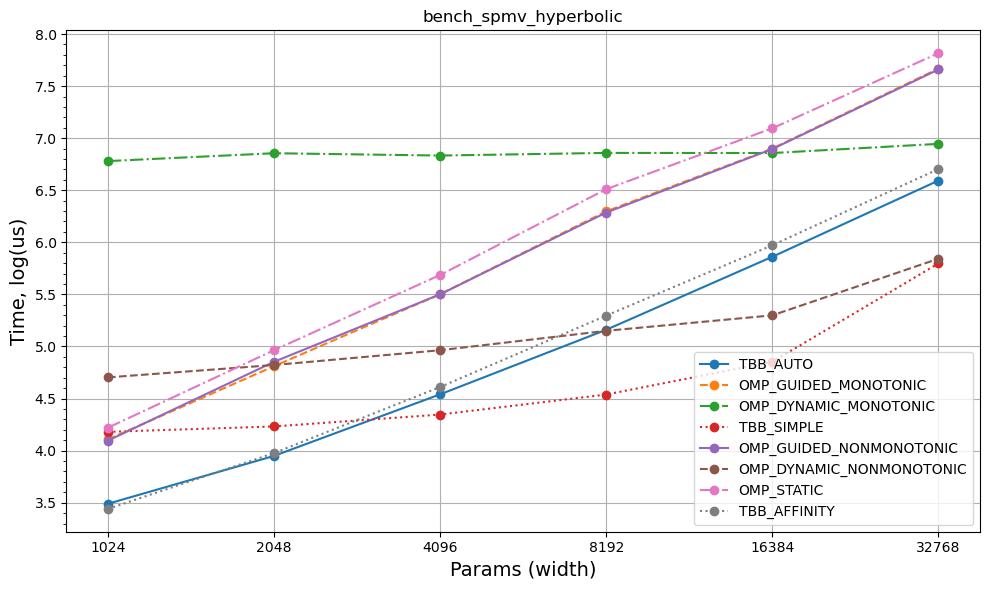 bench_spmv_hyperbolic
Time, log(us)
8.0
7.5
7.0
6.5
6.0
5.5
5.0
4.5
4.0
3.5
TBB_AUTO
OMP_GUIDED_MONOTONIC
OMP_DYNAMIC_MONOTONIC
TBB_SIMPLE
OMP_GUIDED_NONMONOTONIC
OMP_DYNAMIC_NONMONOTONIC
OMP_STATIC
TBB_AFFINITY
1024 2048 4096 8192 16384 32768
Params (width)